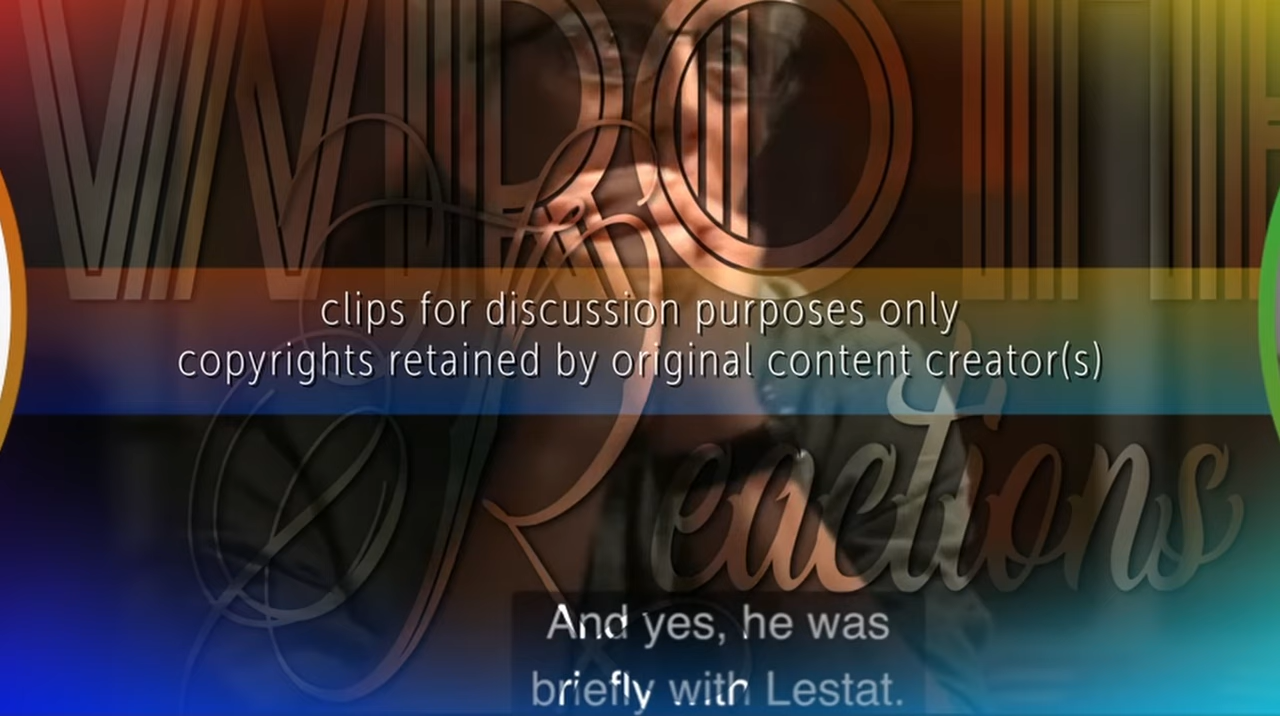 clips for discussion purposes only
copyrights retained by original content creator(s)
Reactions
And yes, he was
briefly with Lestat.